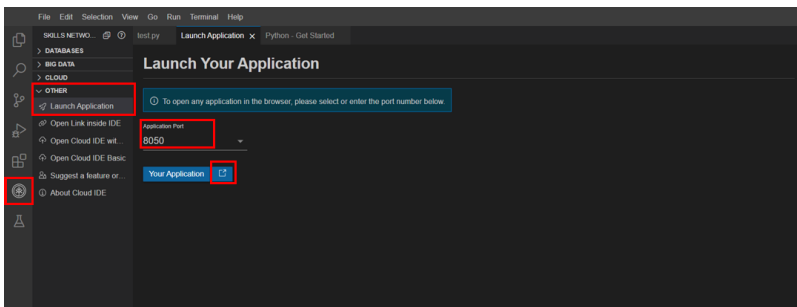 File Edit Selection View Go Run Terminal Help
SKILLS NETWO...
test.py Launch Application Python - Get Started
DATABASES
BIG DATA
CLOUD
OTHER
Launch Application
Open Link inside IDE
Open Cloud IDE wit...
Open Cloud IDE Basic
Suggest a feature or...
About Cloud IDE
Launch Your Application
To open any application in the browser, please select or enter the port number below.
Application Port
8050
Your Application